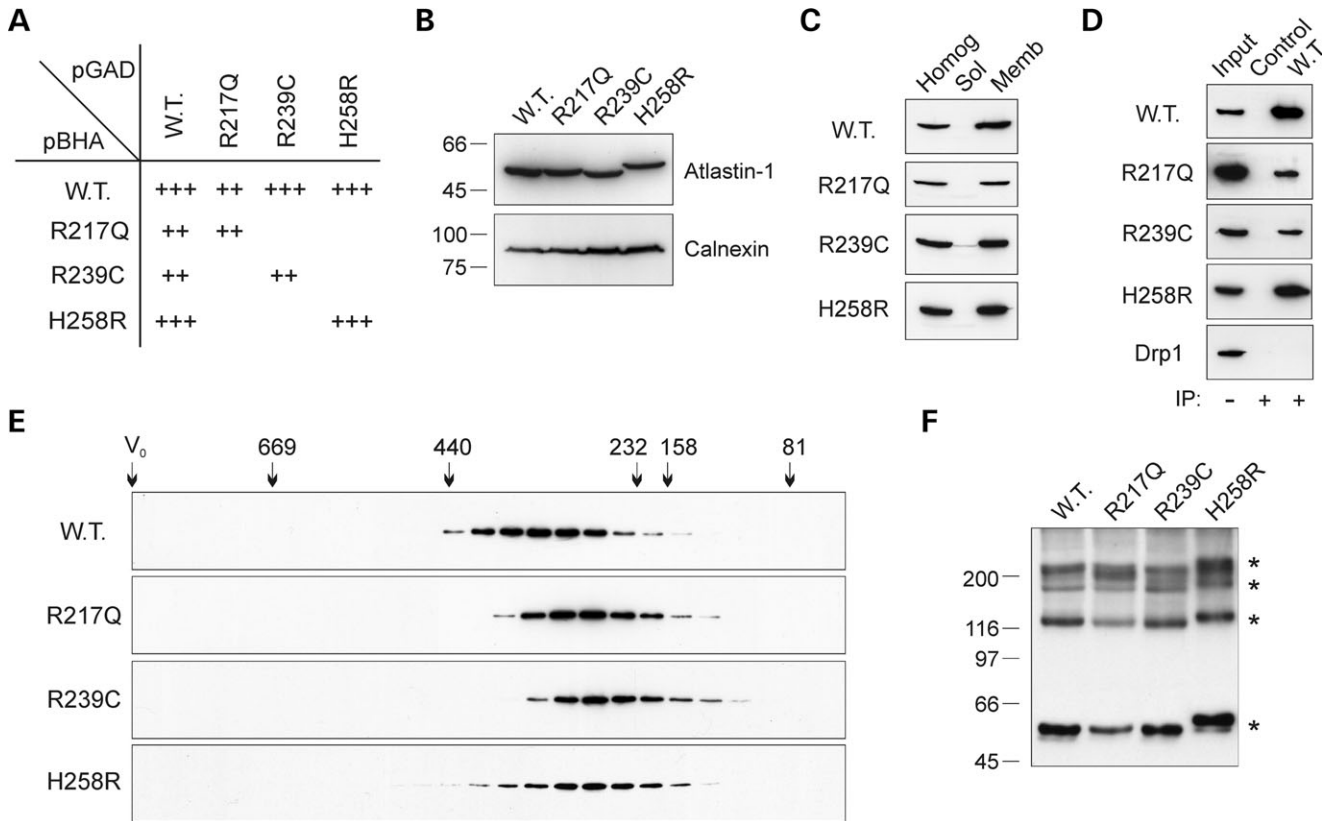 A
pGAD
pBHA
W.T.
R217Q
R239C
H258R
W.T. +++ ++ +++ +++
R217Q ++ ++
R239C ++ ++
H258R +++ +++
B
W.T. R217Q R239C H258R
66
45
Atlastin-1
100
75
Calnexin
C
Homog Sol Memb
W.T.
R217Q
R239C
H258R
D
Input Control W.T.
W.T.
R217Q
R239C
H258R
Drp1
IP: - + +
E
V0 669 440 232 158 81
W.T.
R217Q
R239C
H258R
F
W.T. R217Q R239C H258R
200
116
97
66
45
*
*
*
*